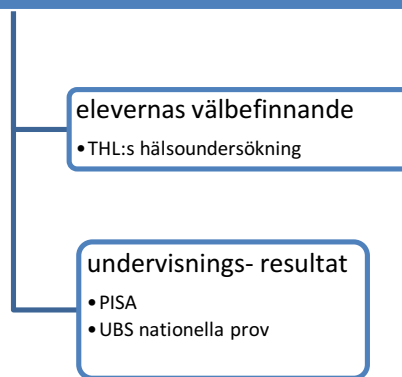 elevernas välbefinnande
•THL:s hälsoundersökning
undervisnings- resultat
•PISA
•UBS nationella prov